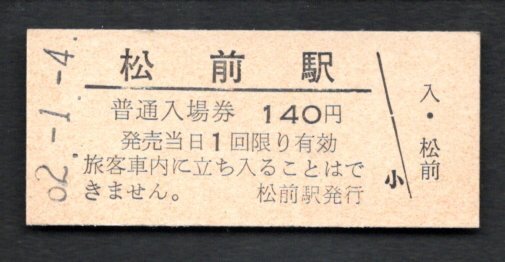 62.-1.-4.
松前駅
普通入場券 140円
発売当日1回限り有効
旅客車内に立ち入ることはで
きません。 松前駅発行
小
入・松前